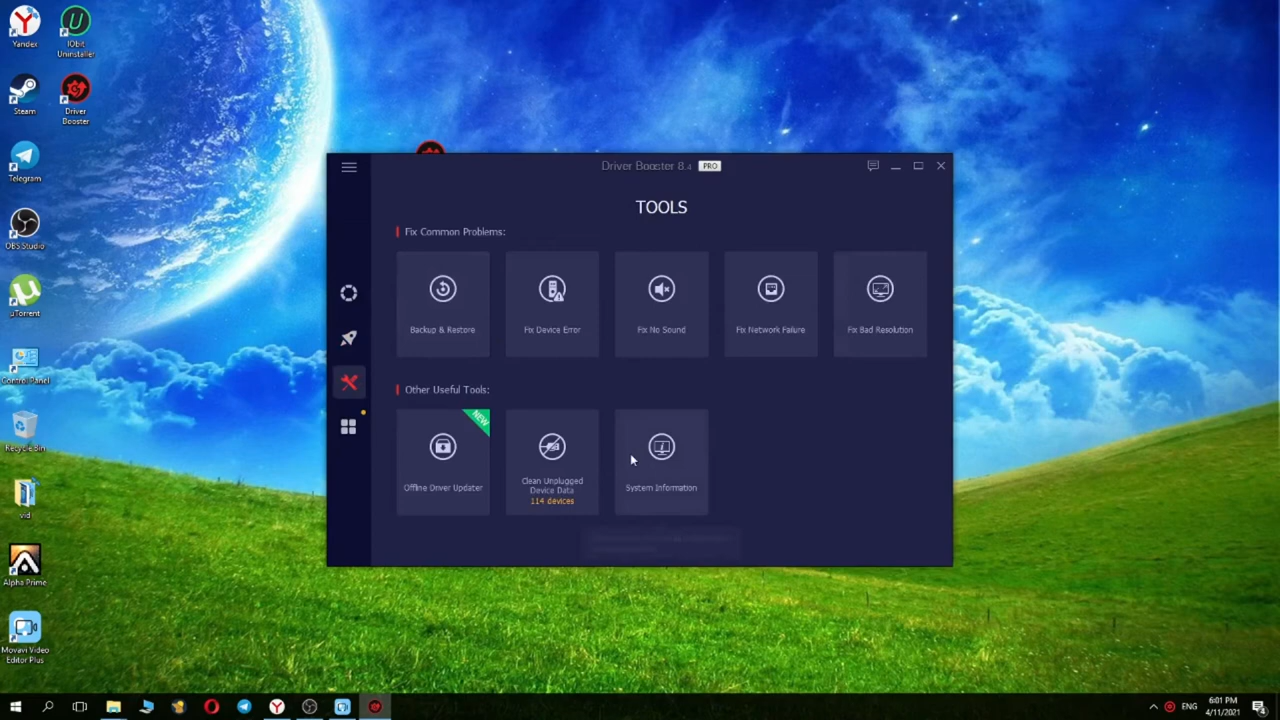 Yandex
IObit
Uninstaller
Steam
Driver
Booster
Telegram
OBS Studio
uTorrent
Control Panel
Recycle Bin
vid
Alpha Prime
Movavi Video
Editor Plus
Driver Booster 8.4 PRO
TOOLS
Fix Common Problems:
Backup & Restore
Fix Device Error
Fix No Sound
Fix Network Failure
Fix Bad Resolution
Other Useful Tools:
NEW
Offline Driver Updater
Clean Unplugged
Device Data
114 devices
System Information
ENG
6:01 PM
4/11/2021